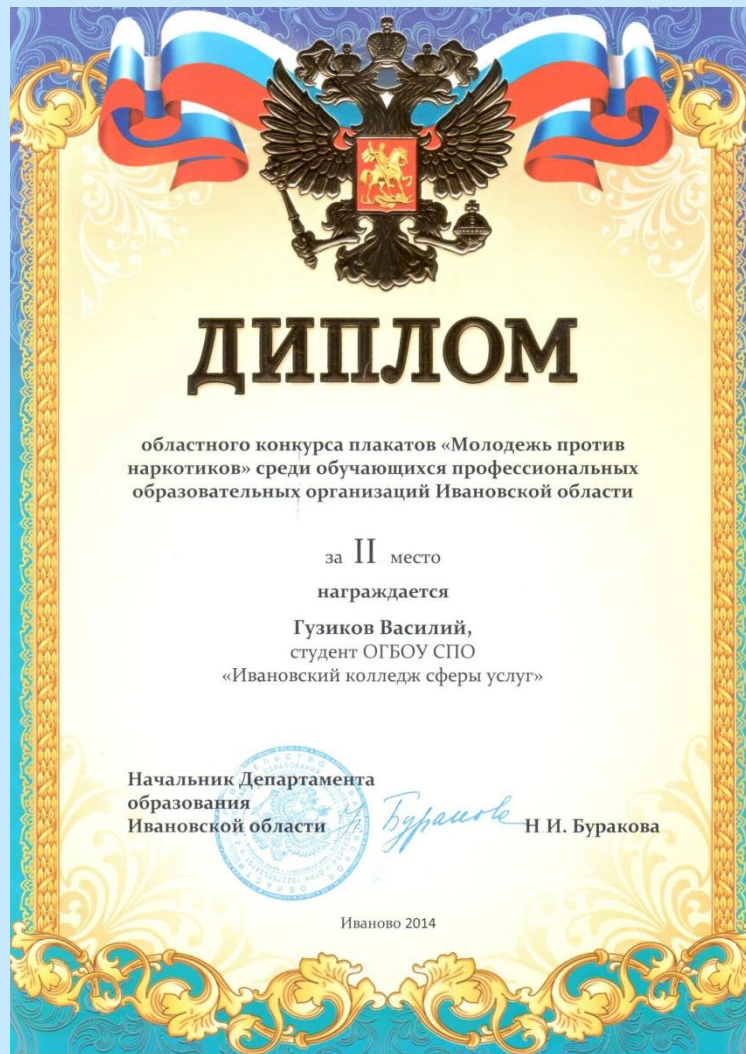 ДИПЛОМ
областного конкурса плакатов «Молодежь против
наркотиков» среди обучающихся профессиональных
образовательных организаций Ивановской области
за II место
награждается
Гузиков Василий,
студент ОГБОУ СПО
«Ивановский колледж сферы услуг»
Начальник Департамента
образования
Ивановской области
Н.И. Буракова
Иваново 2014